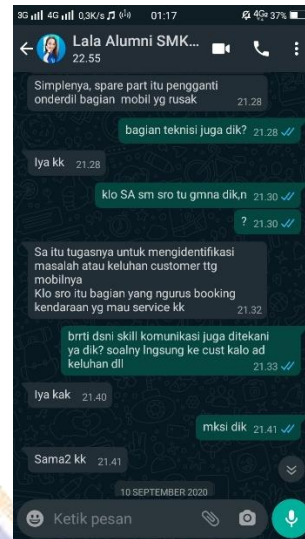 3G 4G 0,3K/s 01:17 4G 37%
Lala Alumni SMK...
22.55
Simplenya, spare part itu pengganti
onderdil bagian mobil yg rusak 21.28
bagian teknisi juga dik? 21.28
Iya kk 21.28
klo SA sm sro tu gmna dik,n 21.30
? 21.30
Sa itu tugasnya untuk mengidentifikasi
masalah atau keluhan customer ttg
mobilnya
Klo sro itu bagian yang ngurus booking
kendaraan yg mau service kk 21.32
brrti dsni skill komunikasi juga ditekani
ya dik? soalny lngsung ke cust kalo ad
keluhan dll 21.33
Iya kak 21.40
mksi dik 21.41
Sama2 kk 21.41
10 SEPTEMBER 2020
Ketik pesan